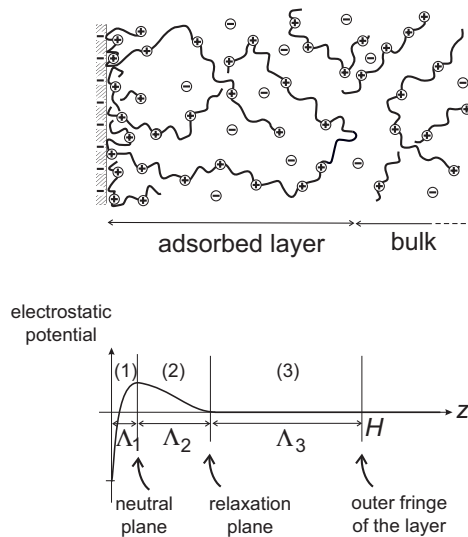 adsorbed layer bulk
electrostatic
potential
(1) (2) (3)
z
Λ1 Λ2 Λ3 H
neutral
plane
relaxation
plane
outer fringe
of the layer